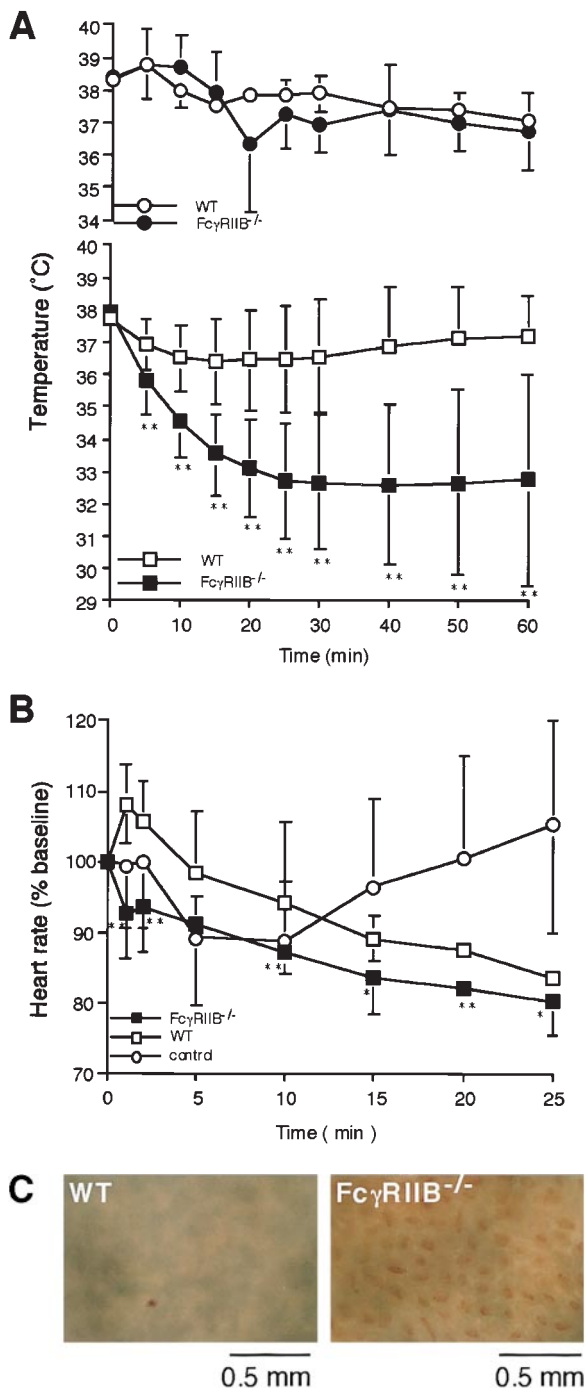 A
40
39
38
37
36
35
34
WT
FcγRIIB-/-
Temperature (˚C)
40
39
38
37
36
35
34
33
32
31
30
29
** ** ** ** ** ** ** ** **
WT
FcγRIIB-/-
0 10 20 30 40 50 60
Time (min)
B
Heart rate (% baseline)
120
110
100
90
80
70
** ** ** * ** *
FcγRIIB-/-
WT
control
0 5 10 15 20 25
Time ( min )
C
WT FcγRIIB-/-
0.5 mm 0.5 mm